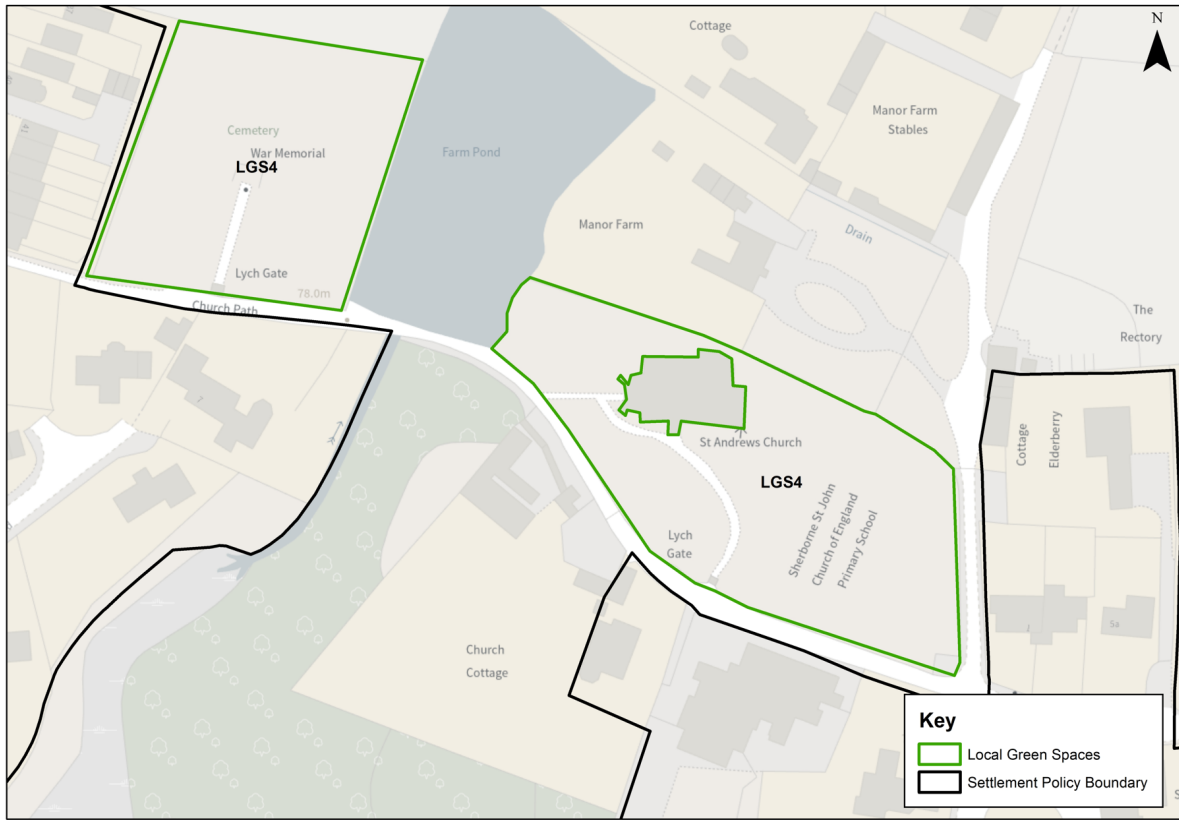 N
Cottage
Manor Farm
Stables
Cemetery
War Memorial
LGS4
Farm Pond
Manor Farm
Drain
Lych Gate
78.0m
Church Path
The
Rectory
St Andrews Church
LGS4
Cottage
Elderberry
Sherborne St John
Church of England
Primary School
Lych
Gate
5a
Church
Cottage
Key
Local Green Spaces
Settlement Policy Boundary